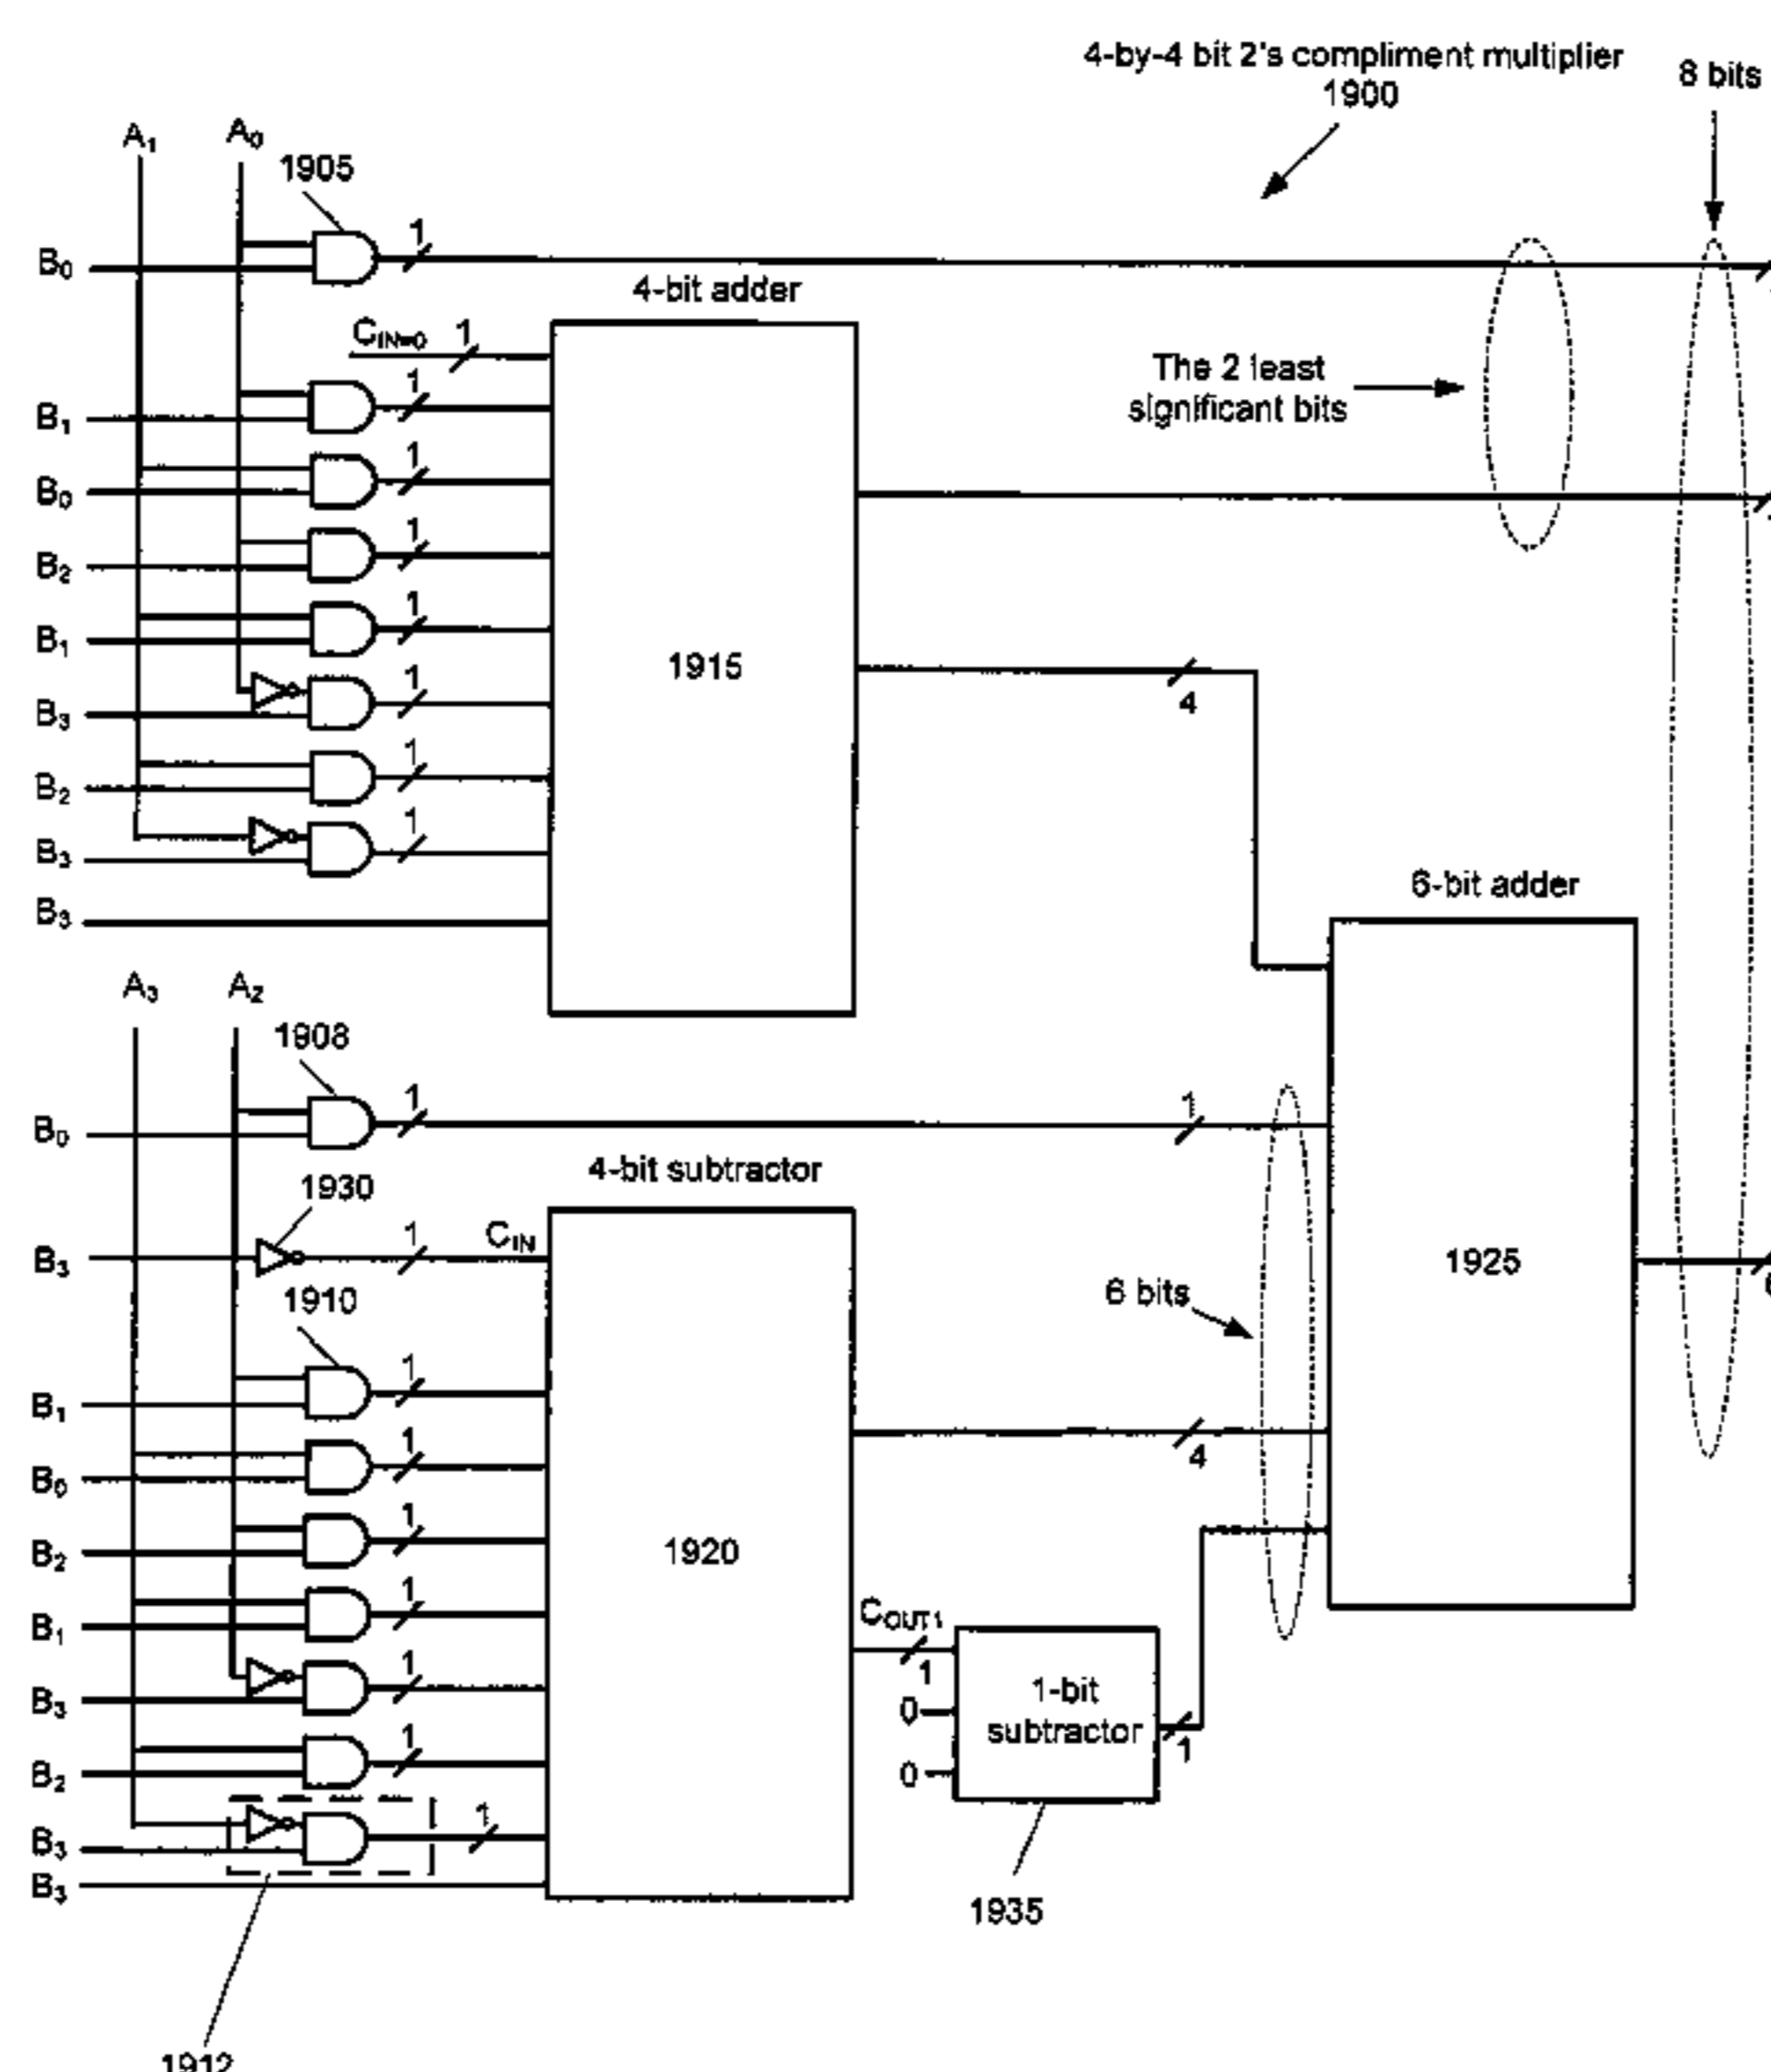 4-by-4 bit 2's compliment multiplier
1900
8 bits
A₁
A₀
1905
1
B₀
4-bit adder
C_IN=0
1
The 2 least
significant bits
1
B₁
1
B₀
1
B₂
1
B₁
1915
1
B₃
4
1
B₂
1
B₃
B₃
6-bit adder
A₃
A₂
1908
1
1
B₀
4-bit subtractor
1930
B₃
1
C_IN
1925
6 bits
1910
1
B₁
4
1
B₀
1
B₂
1920
1
B₁
C_OUT1
1
1
B₃
0
1-bit
subtractor
1
B₂
0
1
1
B₃
B₃
1935
1912